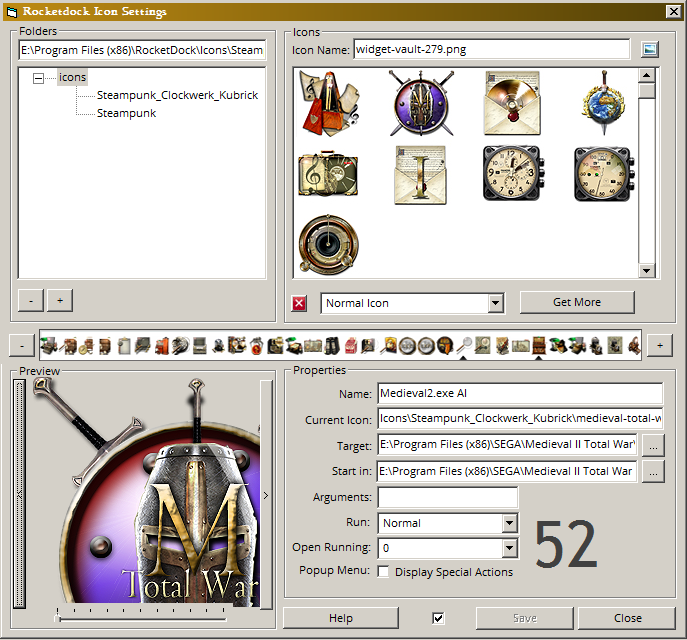 Rocketdock Icon Settings
Folders
E:\Program Files (x86)\RocketDock\Icons\Steam
icons
Steampunk_Clockwerk_Kubrick
Steampunk
- +
Icons
Icon Name: widget-vault-279.png
Normal Icon
Get More
- +
Preview
M
Total War
Properties
Name: Medieval2.exe AI
Current Icon: Icons\Steampunk_Clockwerk_Kubrick\medieval-total-w
Target: E:\Program Files (x86)\SEGA\Medieval II Total War\ ...
Start in: E:\Program Files (x86)\SEGA\Medieval II Total War ...
Arguments:
Run: Normal
Open Running: 0
Popup Menu: Display Special Actions
52
Help
Save
Close